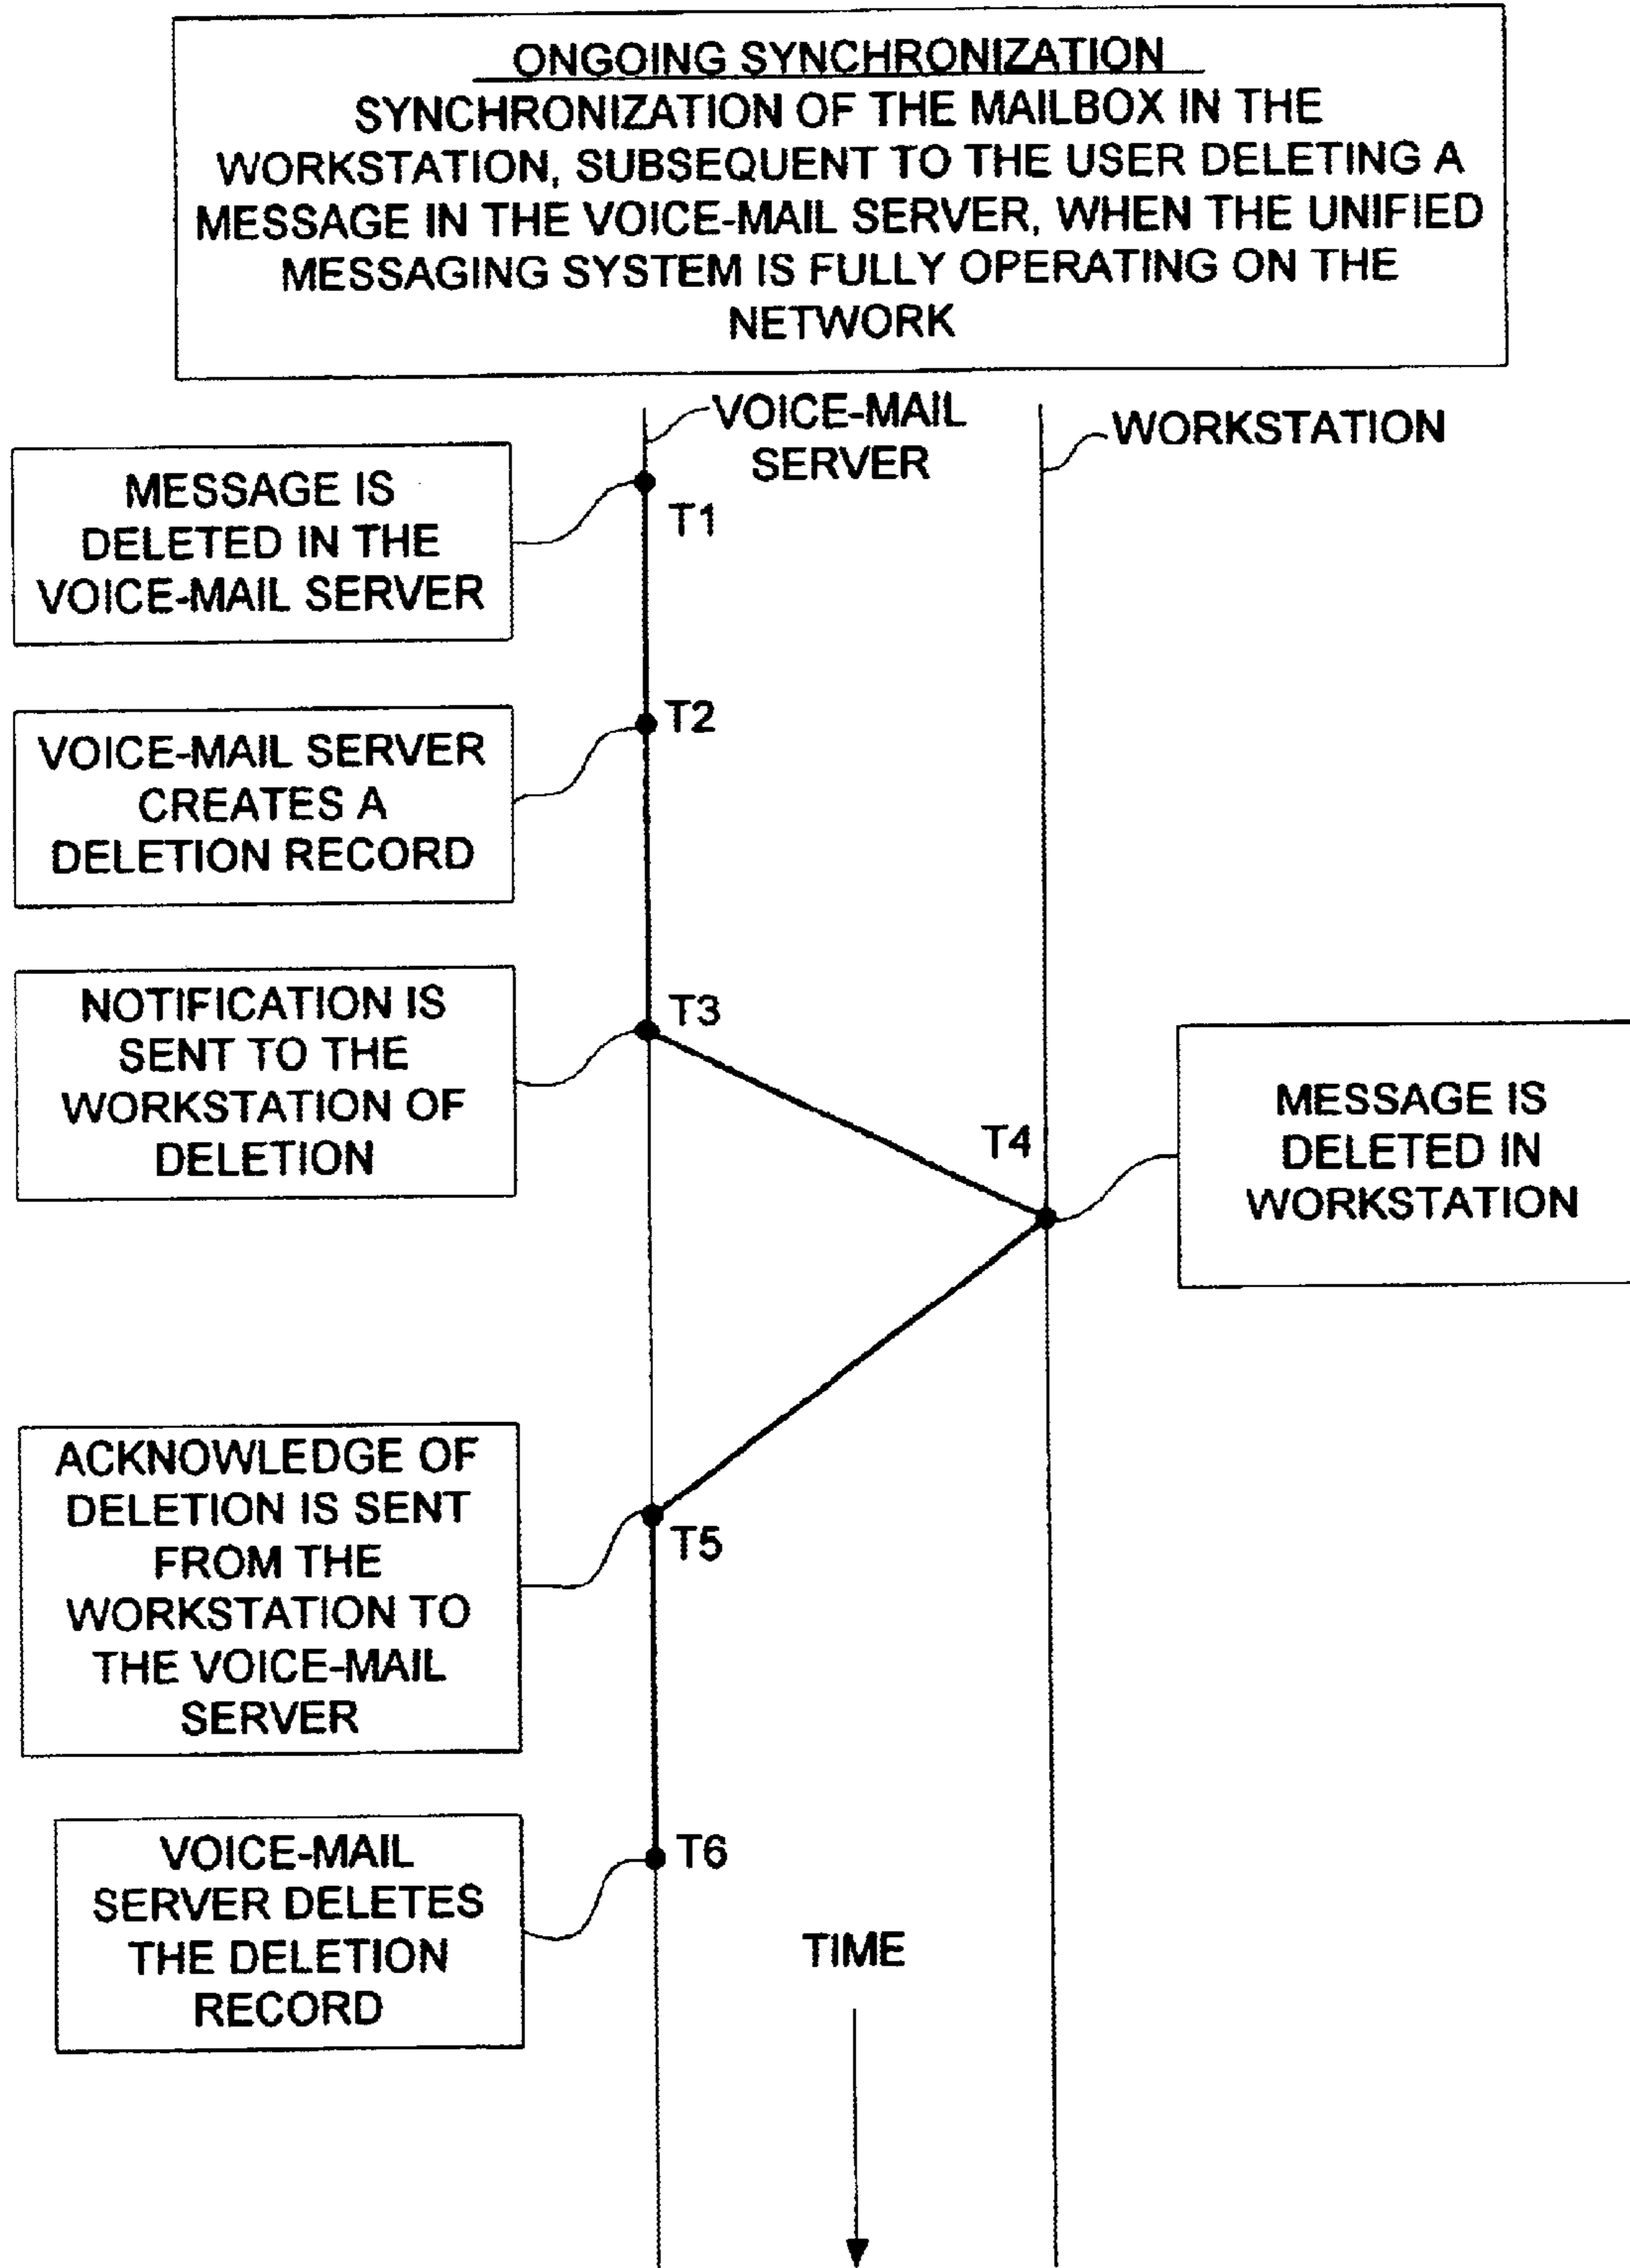 ONGOING SYNCHRONIZATION
SYNCHRONIZATION OF THE MAILBOX IN THE
WORKSTATION, SUBSEQUENT TO THE USER DELETING A
MESSAGE IN THE VOICE-MAIL SERVER, WHEN THE UNIFIED
MESSAGING SYSTEM IS FULLY OPERATING ON THE
NETWORK
VOICE-MAIL
SERVER
WORKSTATION
MESSAGE IS
DELETED IN THE
VOICE-MAIL SERVER
T1
VOICE-MAIL SERVER
CREATES A
DELETION RECORD
T2
NOTIFICATION IS
SENT TO THE
WORKSTATION OF
DELETION
T3
T4
MESSAGE IS
DELETED IN
WORKSTATION
ACKNOWLEDGE OF
DELETION IS SENT
FROM THE
WORKSTATION TO
THE VOICE-MAIL
SERVER
T5
VOICE-MAIL
SERVER DELETES
THE DELETION
RECORD
T6
TIME